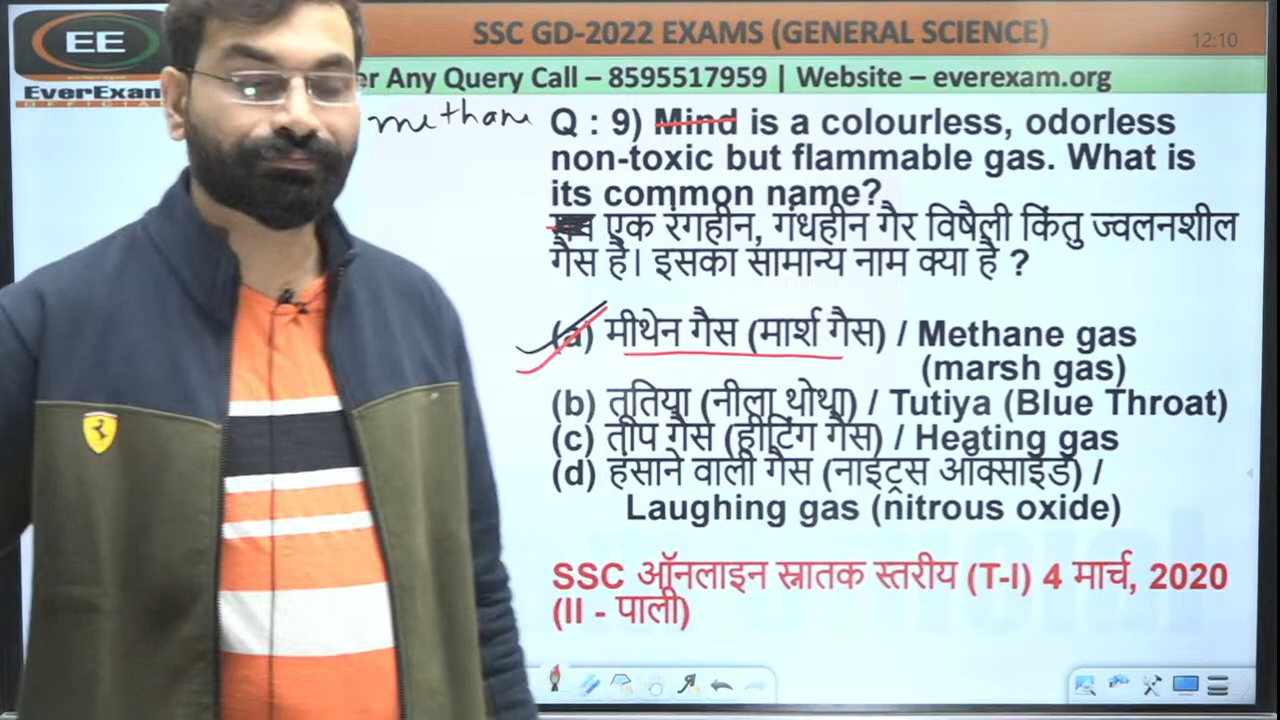 EE
EverExam
OFFICIAL
SSC GD-2022 EXAMS (GENERAL SCIENCE)
12:10
er Any Query Call – 8595517959 | Website – everexam.org
methane
Q : 9) Mind is a colourless, odorless
non-toxic but flammable gas. What is
its common name?
एक रंगहीन, गंधहीन गैर विषैली किंतु ज्वलनशील
गैस है। इसका सामान्य नाम क्या है ?
(a) मीथेन गैस (मार्श गैस) / Methane gas
(marsh gas)
(b) तूतिया (नीला थोथा) / Tutiya (Blue Throat)
(c) तीप गैस (हीटिंग गैस) / Heating gas
(d) हंसाने वाली गैस (नाइट्रस ऑक्साइड) /
Laughing gas (nitrous oxide)
SSC ऑनलाइन स्नातक स्तरीय (T-I) 4 मार्च, 2020
(II - पाली)